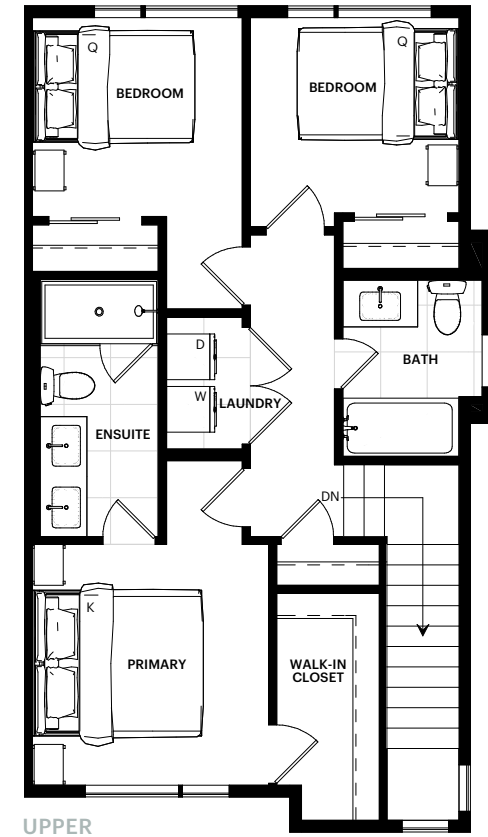 Q
Q
BEDROOM
BEDROOM
D
BATH
W
LAUNDRY
ENSUITE
DN
K
PRIMARY
WALK-IN
CLOSET
UPPER